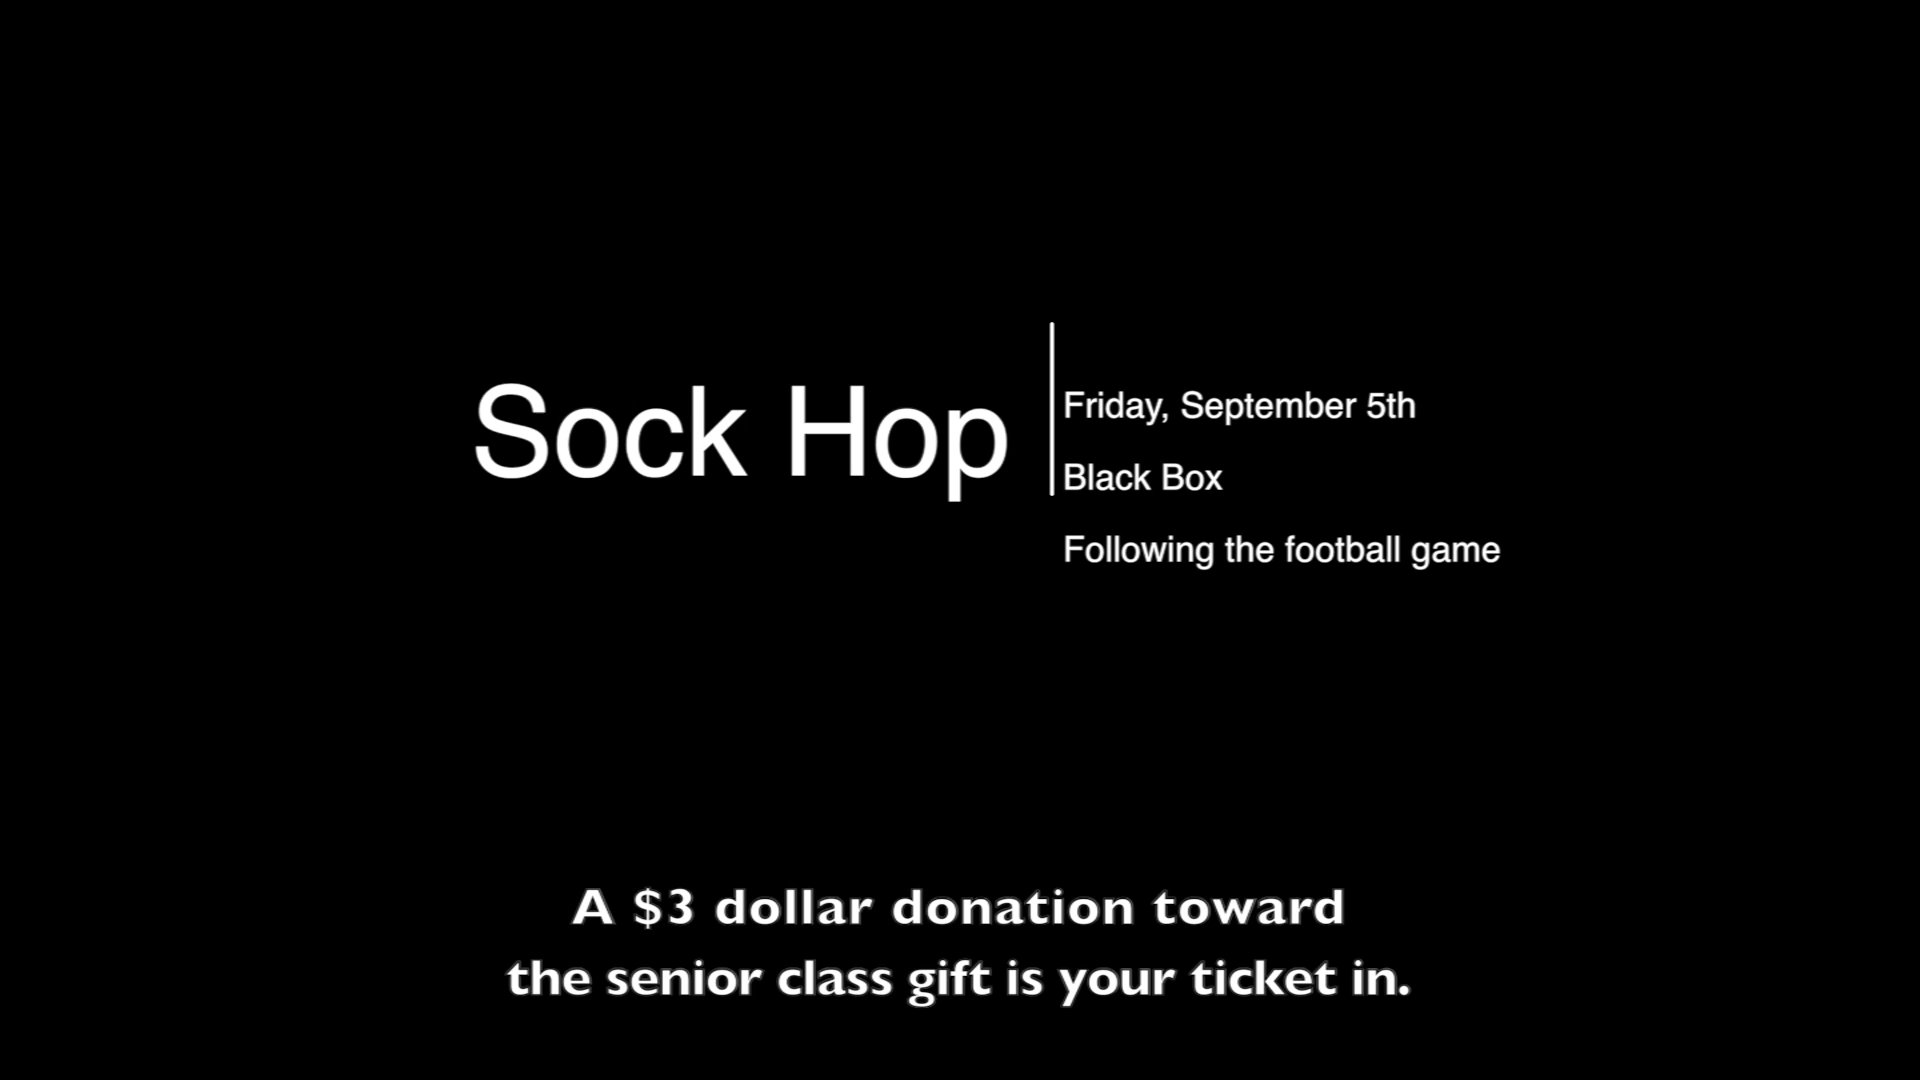 Sock Hop
Friday, September 5th
Black Box
Following the football game
A $3 dollar donation toward
the senior class gift is your ticket in.